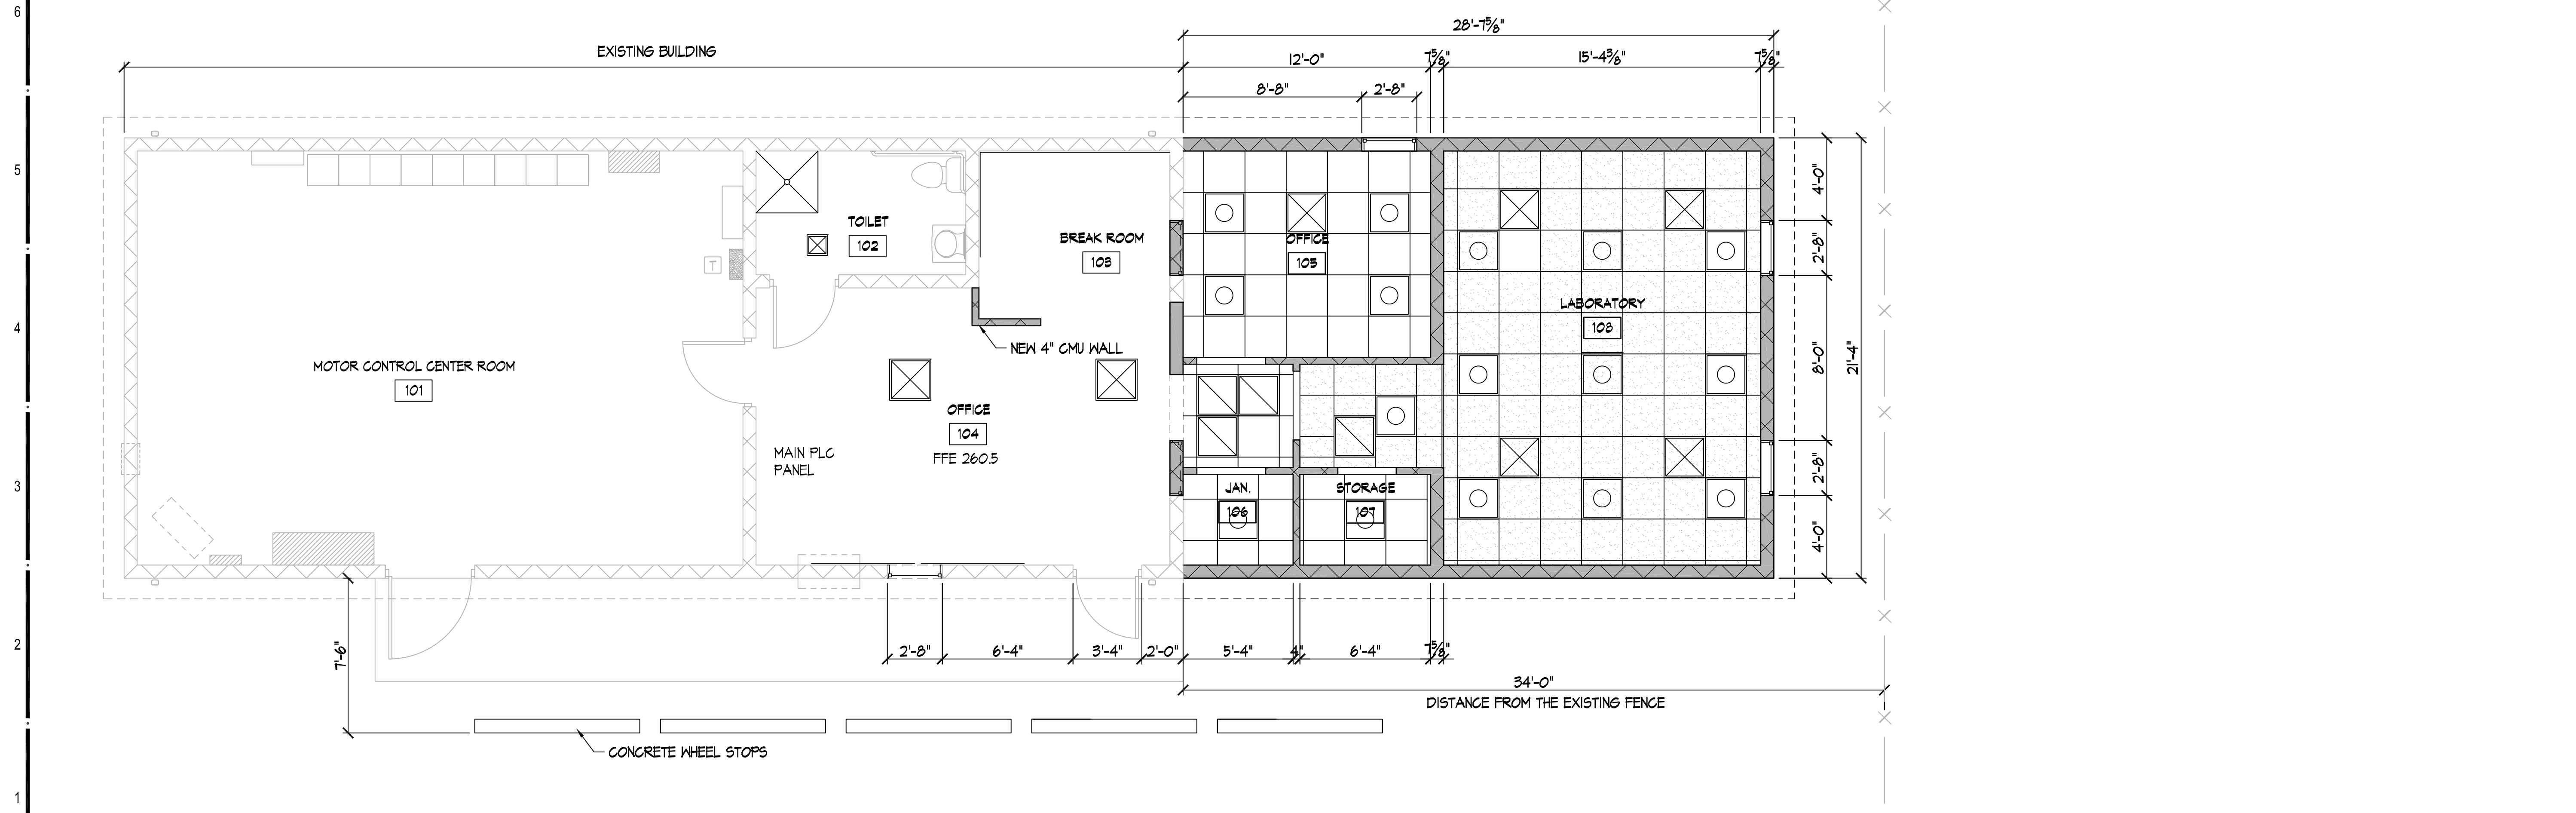 6
28'-7⅝"
EXISTING BUILDING
12'-0"
7⅝"
15'-4⅜"
7⅝"
8'-8"
2'-8"
5
4'-0"
TOILET
102
BREAK ROOM
103
OFFICE
105
2'-8"
T
LABORATORY
108
4
NEW 4" CMU WALL
8'-0"
21'-4"
MOTOR CONTROL CENTER ROOM
101
OFFICE
104
FFE 260.5
MAIN PLC
PANEL
2'-8"
3
JAN.
106
STORAGE
107
4'-0"
2
7'-6"
2'-8"
6'-4"
3'-4"
2'-0"
5'-4"
4"
6'-4"
7⅝"
34'-0"
DISTANCE FROM THE EXISTING FENCE
CONCRETE WHEEL STOPS
1